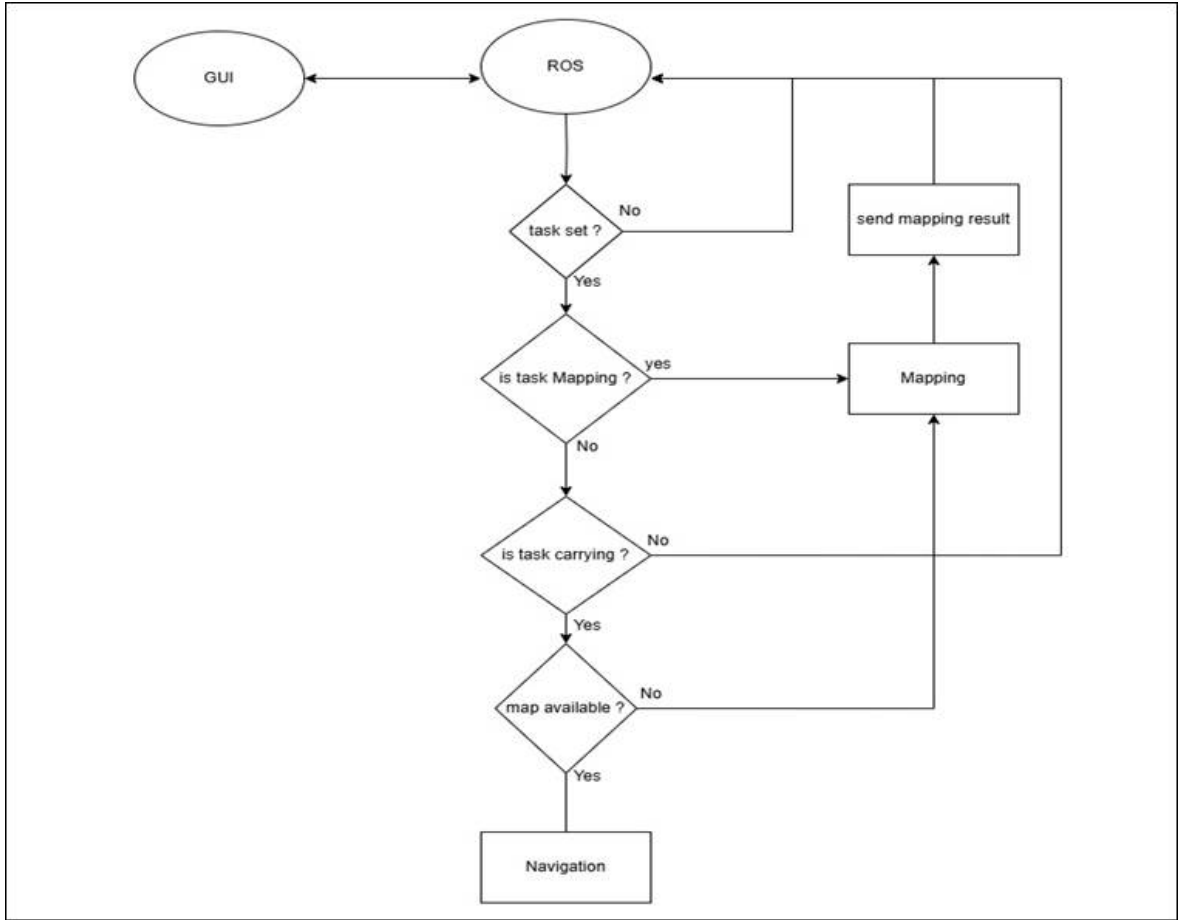 GUI
ROS
No
task set ?
send mapping result
Yes
yes
is task Mapping ?
Mapping
No
No
is task carrying ?
Yes
No
map available ?
Yes
Navigation